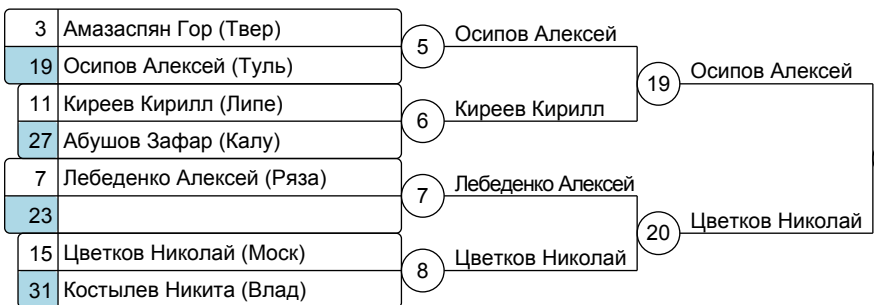 3 Амазаспян Гор (Твер)
19 Осипов Алексей (Туль)
11 Киреев Кирилл (Липе)
27 Абушов Зафар (Калу)
7 Лебеденко Алексей (Ряза)
23
15 Цветков Николай (Моск)
31 Костылев Никита (Влад)
5 Осипов Алексей
6 Киреев Кирилл
7 Лебеденко Алексей
8 Цветков Николай
19 Осипов Алексей
20 Цветков Николай